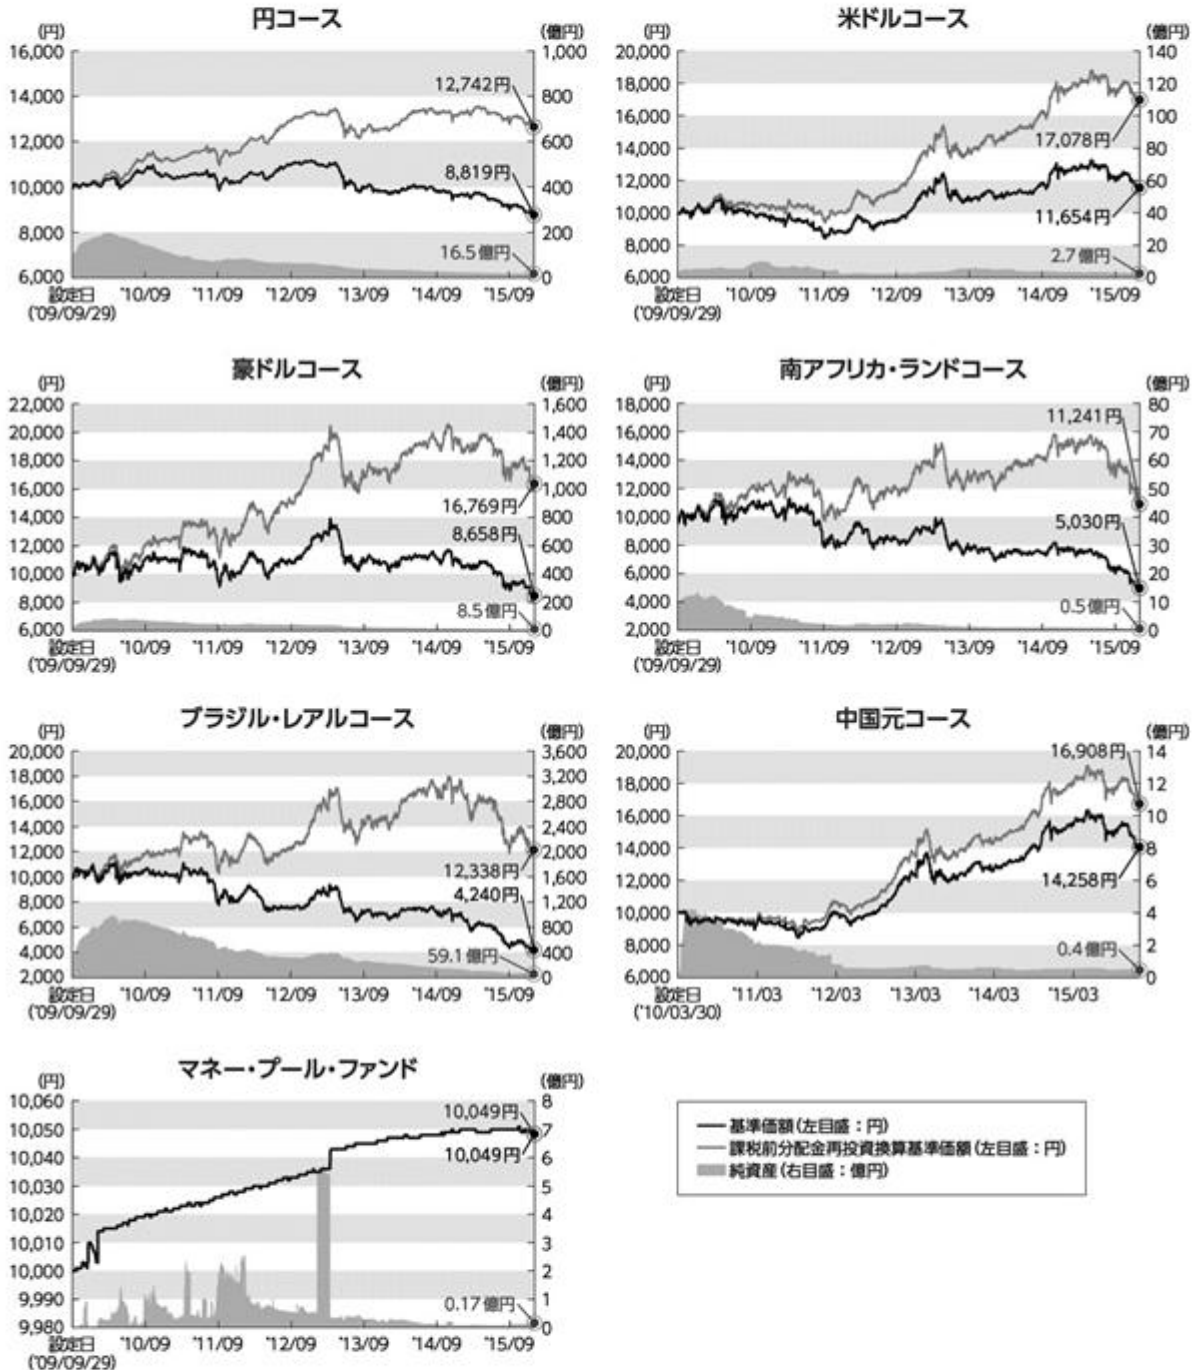 円コース
(円)
(億円)
16,000
14,000
12,000
10,000
8,000
6,000
1,000
800
600
400
200
0
12,742円
8,819円
16.5億円
設定日
('09/09/29)
'10/09 '11/09 '12/09 '13/09 '14/09 '15/09
米ドルコース
(円)
(億円)
20,000
18,000
16,000
14,000
12,000
10,000
8,000
6,000
140
120
100
80
60
40
20
0
17,078円
11,654円
2.7億円
設定日
('09/09/29)
'10/09 '11/09 '12/09 '13/09 '14/09 '15/09
豪ドルコース
(円)
(億円)
22,000
20,000
18,000
16,000
14,000
12,000
10,000
8,000
6,000
1,600
1,400
1,200
1,000
800
600
400
200
0
16,769円
8,658円
8.5億円
設定日
('09/09/29)
'10/09 '11/09 '12/09 '13/09 '14/09 '15/09
南アフリカ・ランドコース
(円)
(億円)
18,000
16,000
14,000
12,000
10,000
8,000
6,000
4,000
2,000
80
70
60
50
40
30
20
10
0
11,241円
5,030円
0.5億円
設定日
('09/09/29)
'10/09 '11/09 '12/09 '13/09 '14/09 '15/09
ブラジル・レアルコース
(円)
(億円)
20,000
18,000
16,000
14,000
12,000
10,000
8,000
6,000
4,000
2,000
3,600
3,200
2,800
2,400
2,000
1,600
1,200
800
400
0
12,338円
4,240円
59.1億円
設定日
('09/09/29)
'10/09 '11/09 '12/09 '13/09 '14/09 '15/09
中国元コース
(円)
(億円)
20,000
18,000
16,000
14,000
12,000
10,000
8,000
6,000
14
12
10
8
6
4
2
0
16,908円
14,258円
0.4億円
設定日
('10/03/30)
'11/03 '12/03 '13/03 '14/03 '15/03
マネー・プール・ファンド
(円)
(億円)
10,060
10,050
10,040
10,030
10,020
10,010
10,000
9,990
9,980
8
7
6
5
4
3
2
1
0
10,049円
10,049円
0.17億円
設定日
('09/09/29)
'10/09 '11/09 '12/09 '13/09 '14/09 '15/09
基準価額(左目盛:円)
課税前分配金再投資換算基準価額(左目盛:円)
純資産(右目盛:億円)